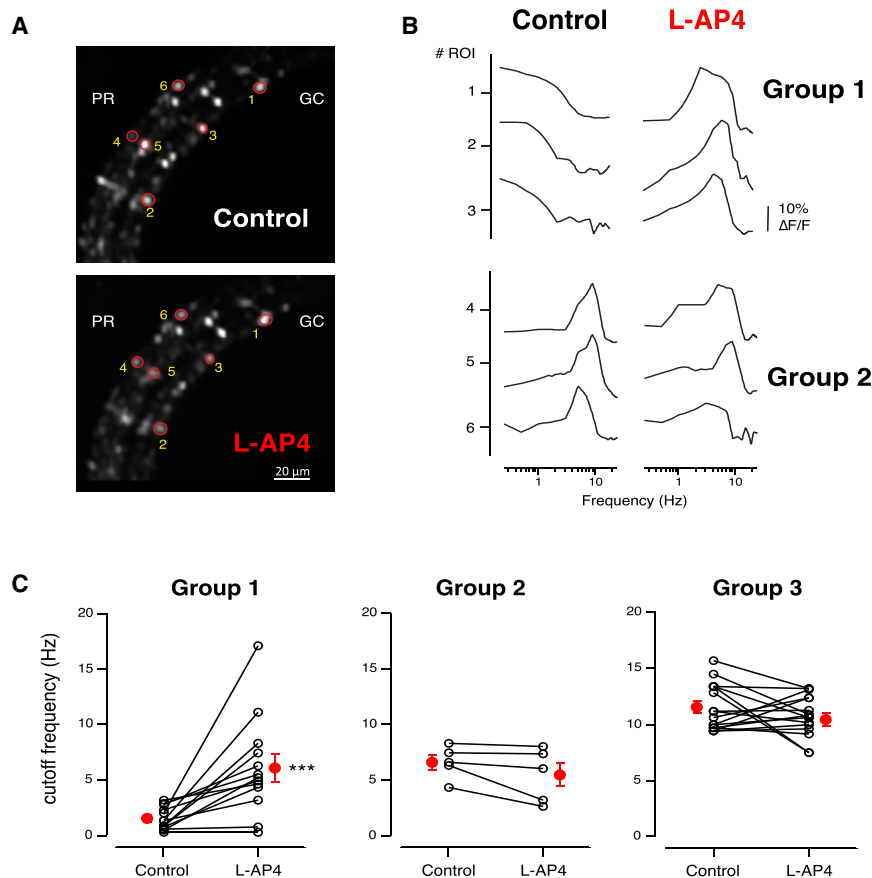 A
PR
GC
6
1
4
5
3
2
Control
PR
GC
6
1
4
5
3
2
L-AP4
20 µm
B
Control
L-AP4
# ROI
1
2
3
Group 1
10%
ΔF/F
4
5
6
Group 2
1
10
1
10
Frequency (Hz)
C
Group 1
Group 2
Group 3
cutoff frequency (Hz)
20
15
10
5
0
***
Control
L-AP4
20
15
10
5
0
Control
L-AP4
20
15
10
5
0
Control
L-AP4